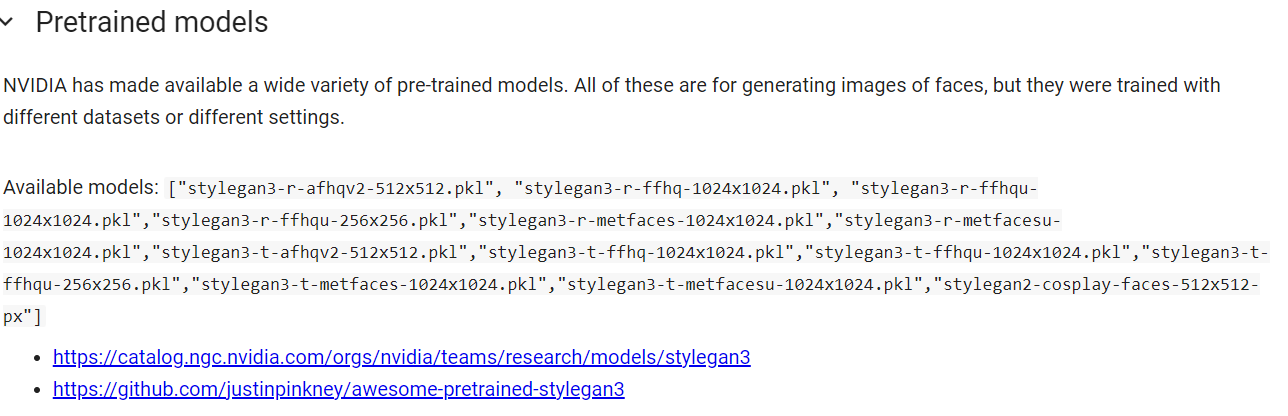 Pretrained models
NVIDIA has made available a wide variety of pre-trained models. All of these are for generating images of faces, but they were trained with
different datasets or different settings.
Available models: ["stylegan3-r-afhqv2-512x512.pkl", "stylegan3-r-ffhq-1024x1024.pkl", "stylegan3-r-ffhqu-
1024x1024.pkl","stylegan3-r-ffhqu-256x256.pkl","stylegan3-r-metfaces-1024x1024.pkl","stylegan3-r-metfacesu-
1024x1024.pkl","stylegan3-t-afhqv2-512x512.pkl","stylegan3-t-ffhq-1024x1024.pkl","stylegan3-t-ffhqu-1024x1024.pkl","stylegan3-t-
ffhqu-256x256.pkl","stylegan3-t-metfaces-1024x1024.pkl","stylegan3-t-metfacesu-1024x1024.pkl","stylegan2-cosplay-faces-512x512-
px"]
• https://catalog.ngc.nvidia.com/orgs/nvidia/teams/research/models/stylegan3
• https://github.com/justinpinkney/awesome-pretrained-stylegan3